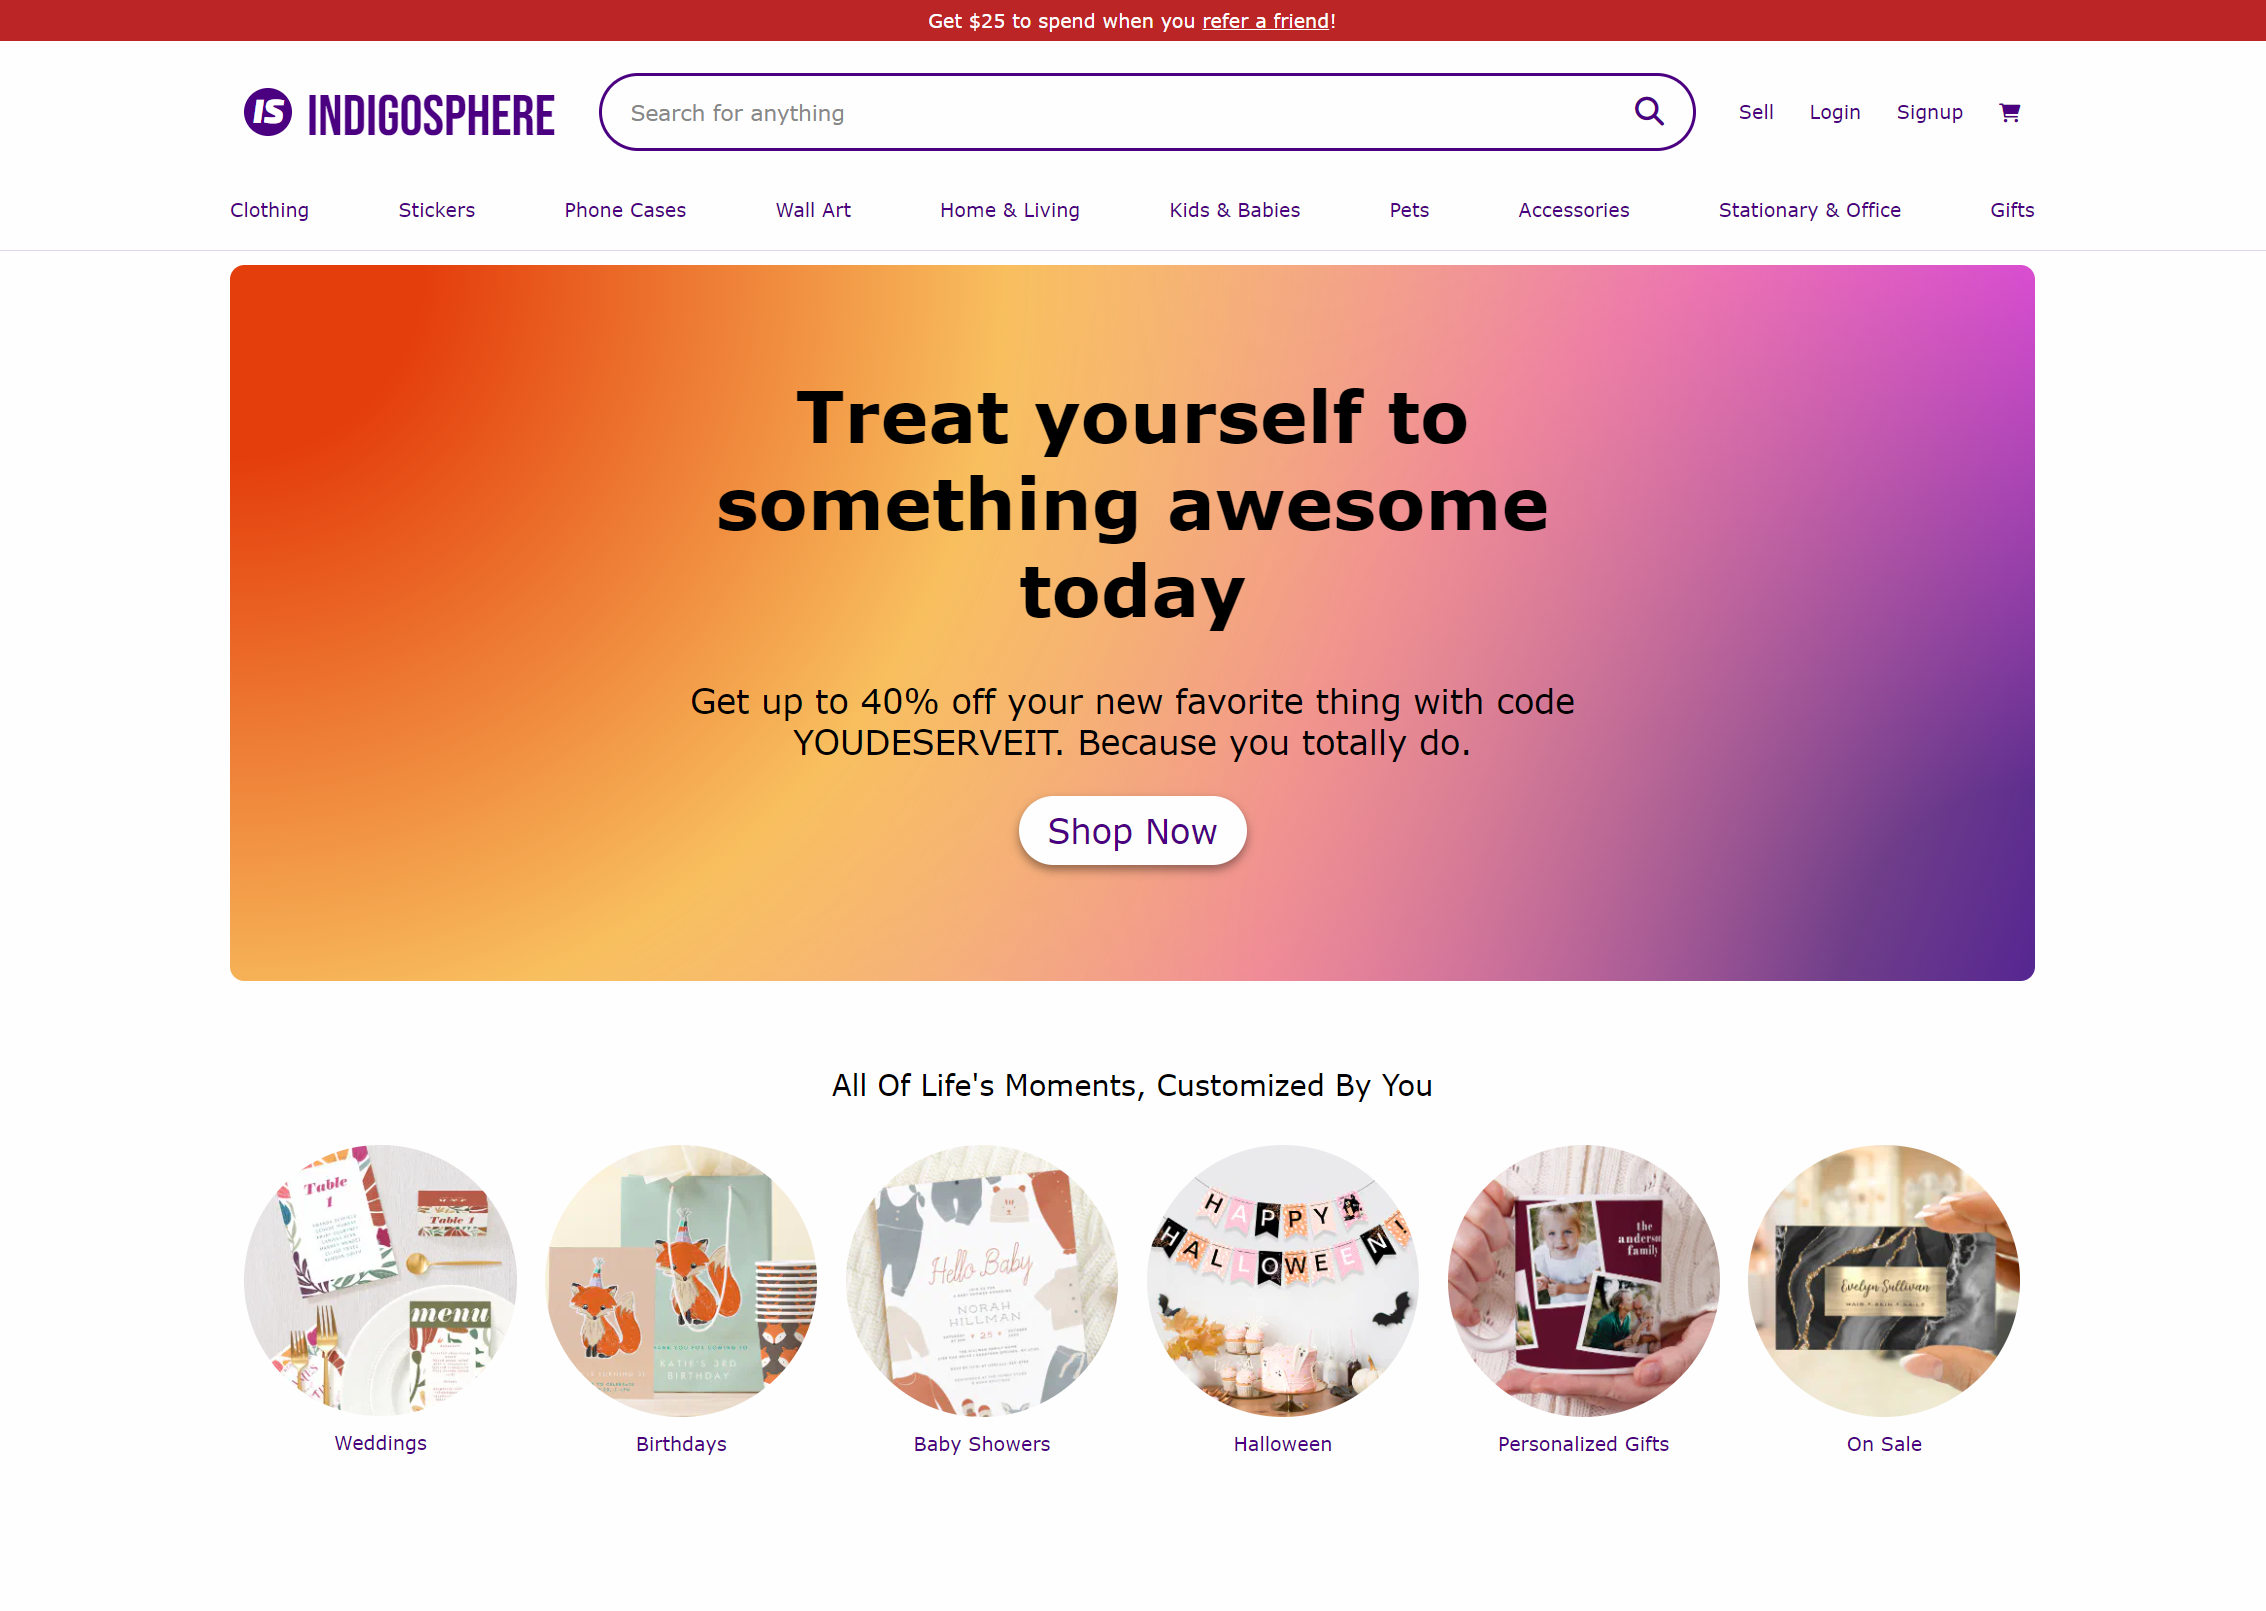 Get $25 to spend when you refer a friend!
IS INDIGOSPHERE
Search for anything
Sell
Login
Signup
Clothing
Stickers
Phone Cases
Wall Art
Home & Living
Kids & Babies
Pets
Accessories
Stationary & Office
Gifts
Treat yourself to
something awesome
today
Get up to 40% off your new favorite thing with code
YOUDESERVEIT. Because you totally do.
Shop Now
All Of Life's Moments, Customized By You
Table
1
Table 1
menu
KATIE'S 3RD
BIRTHDAY
Hello Baby
NORAH
HILLMAN
25
HAPPY
HALLOWEEN!
the
anderson
family
Evelyn Sullivan
Weddings
Birthdays
Baby Showers
Halloween
Personalized Gifts
On Sale